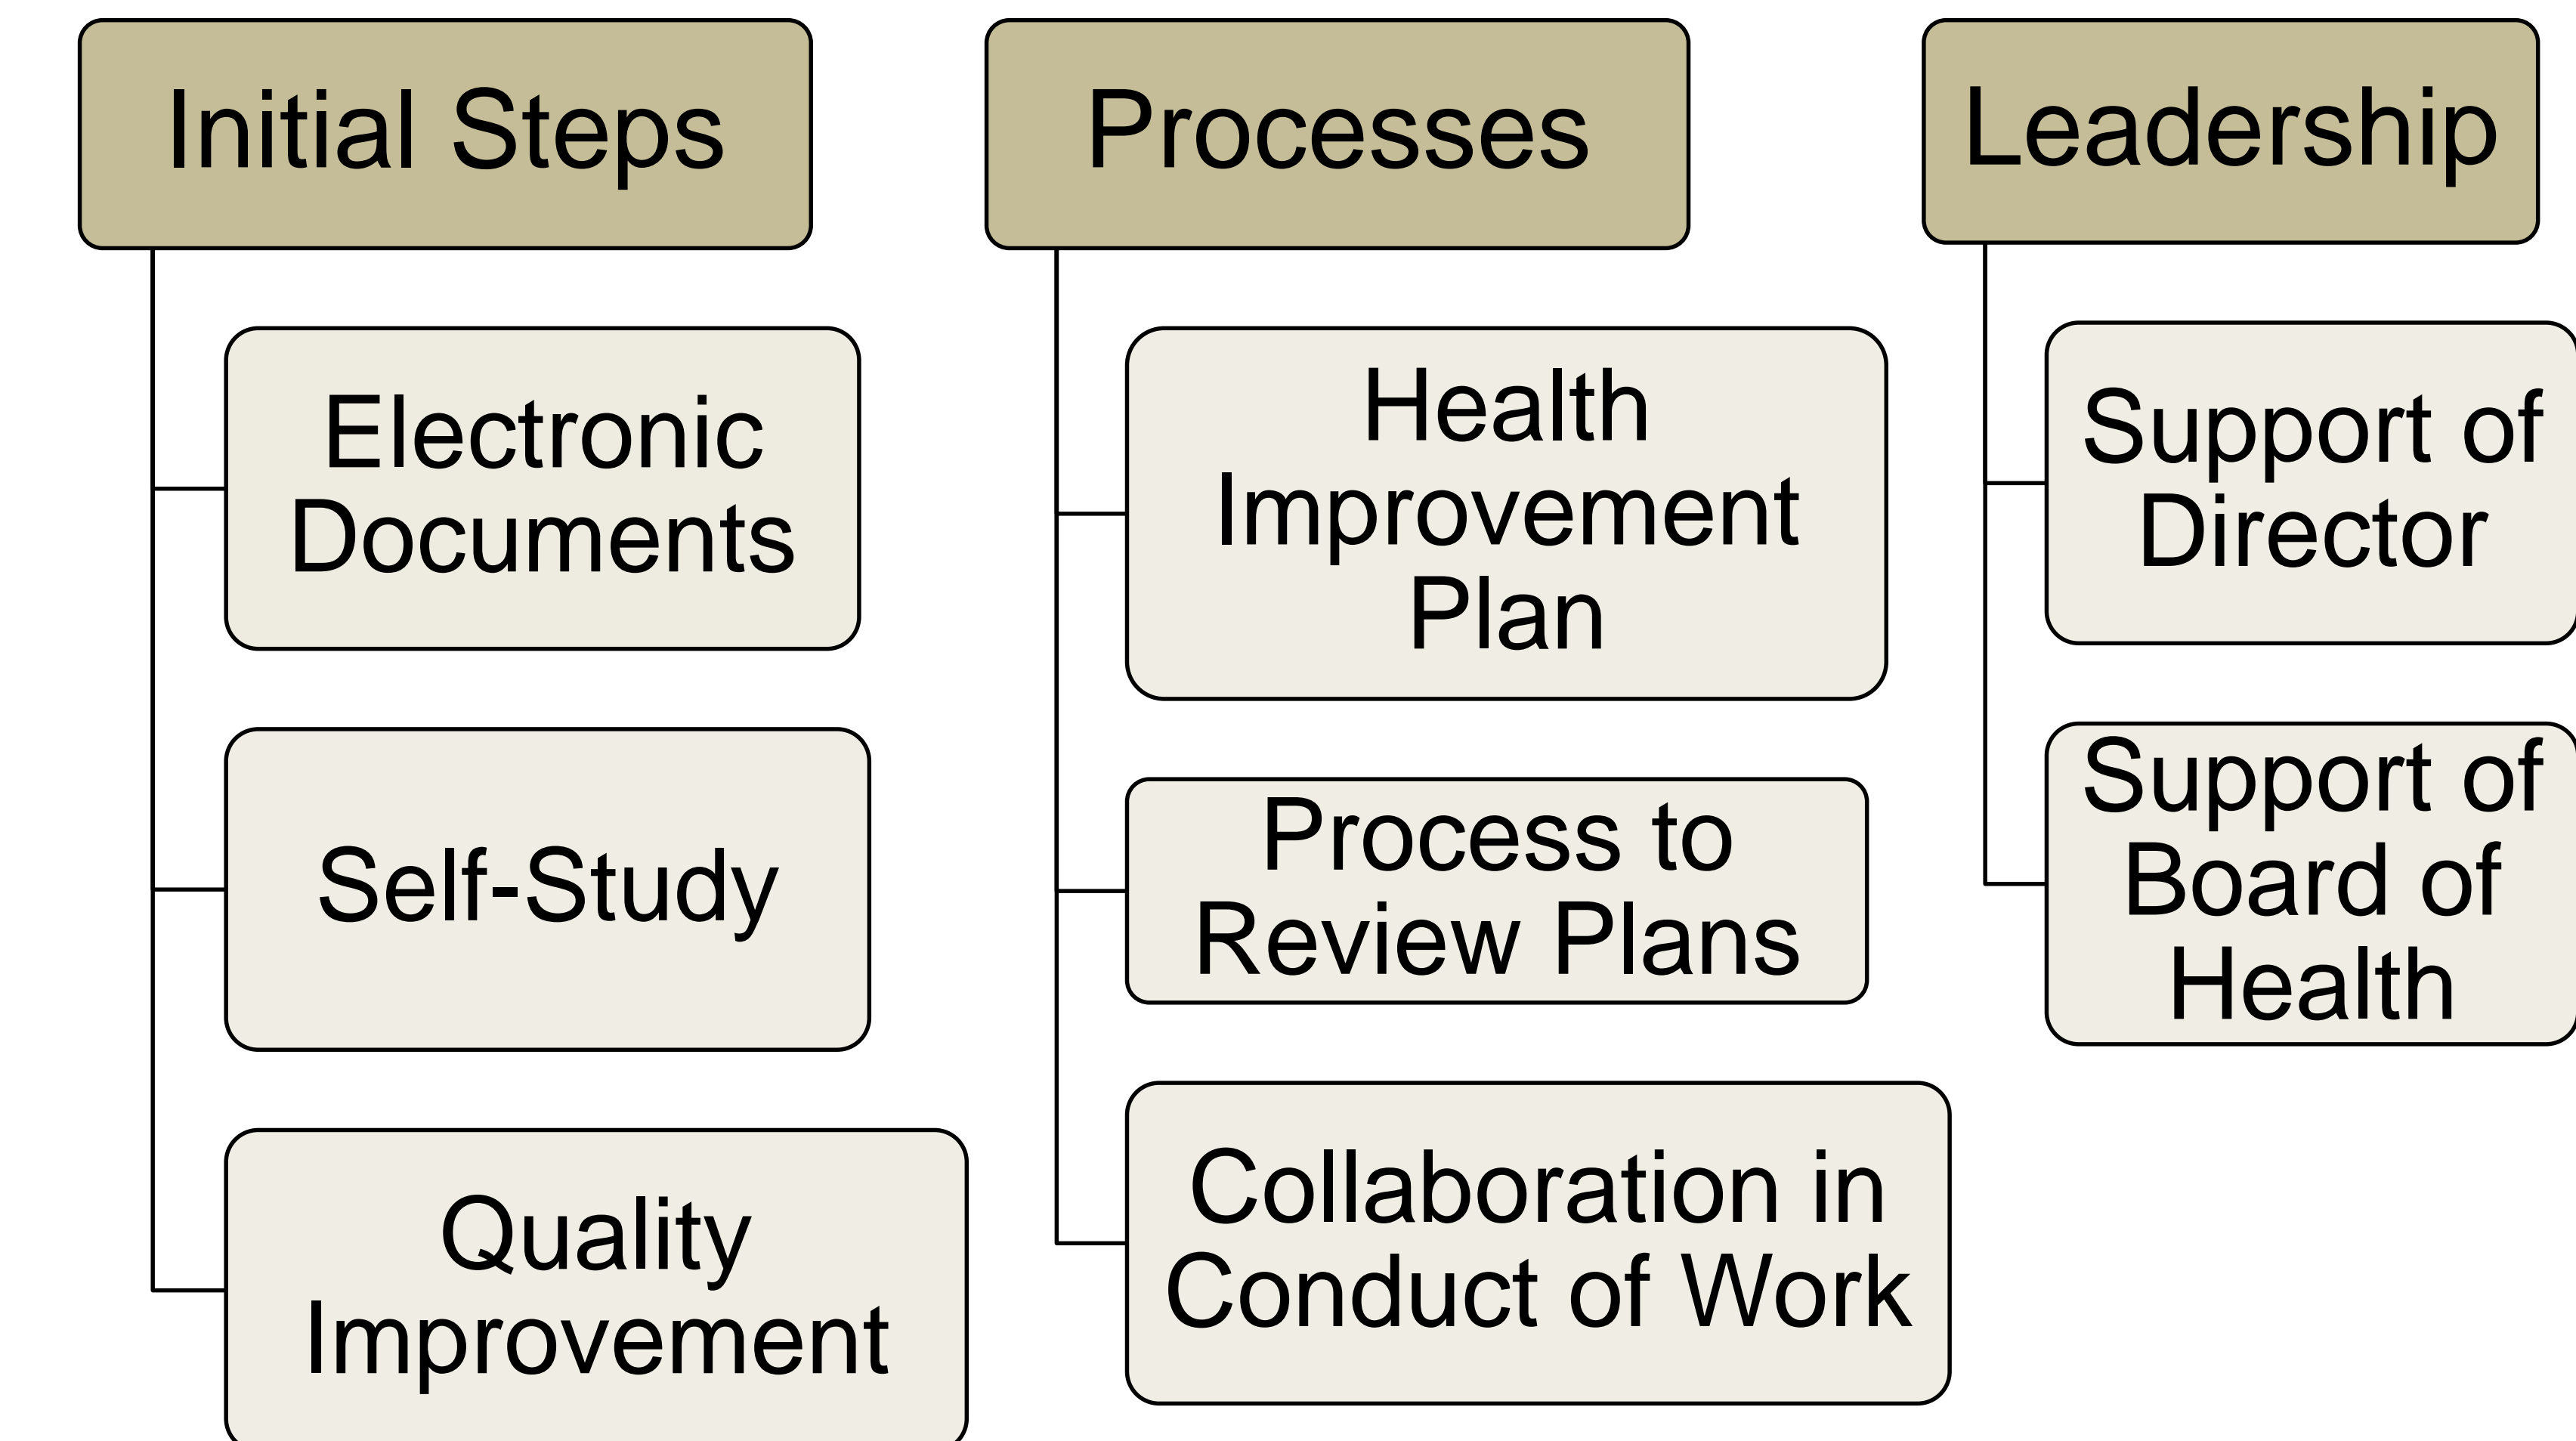 Initial Steps
Electronic
Documents
Self-Study
Quality
Improvement
Processes
Health
Improvement
Plan
Process to
Review Plans
Collaboration in
Conduct of Work
Leadership
Support of
Director
Support of
Board of
Health